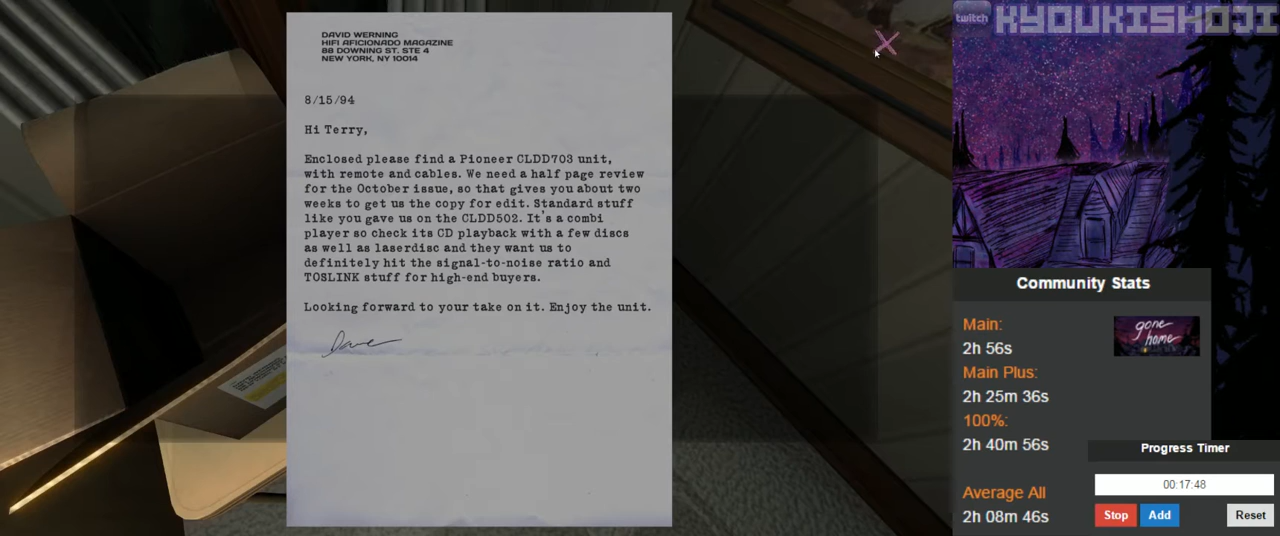 DAVID WERNING
HIFI AFICIONADO MAGAZINE
88 DOWNING ST. STE 4
NEW YORK, NY 10014
8/15/94
Hi Terry,
Enclosed please find a Pioneer CLDD703 unit,
with remote and cables. We need a half page review
for the October issue, so that gives you about two
weeks to get us the copy for edit. Standard stuff
like you gave us on the CLDD502. It's a combi
player so check its CD playback with a few discs
as well as laserdisc and they want us to
definitely hit the signal-to-noise ratio and
TOSLINK stuff for high-end buyers.
Looking forward to your take on it. Enjoy the unit.
Dave
twitch KYOUKISHOJI
Community Stats
Main:
2h 56s
gone home
Main Plus:
2h 25m 36s
100%:
2h 40m 56s
Average All
2h 08m 46s
Progress Timer
00:17:48
Stop Add Reset